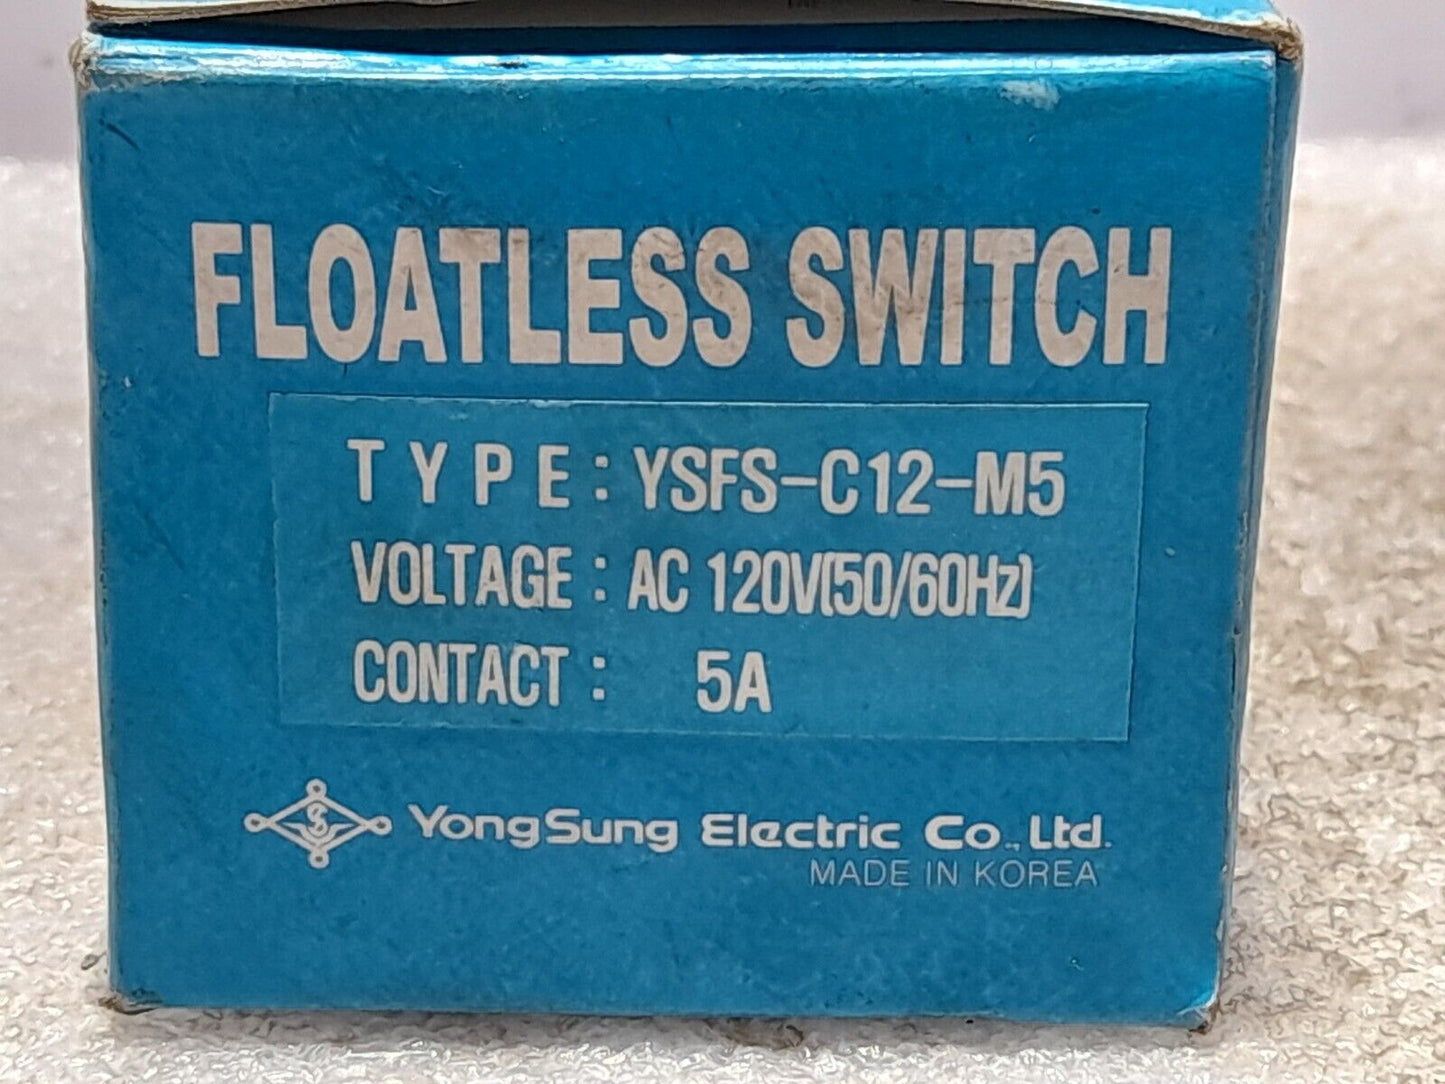 FLOATLESS SWITCH
TYPE: YSFS-C12-M5
VOLTAGE: AC 120V(50/60Hz)
CONTACT: 5A
YongSung Electric Co., Ltd.
MADE IN KOREA